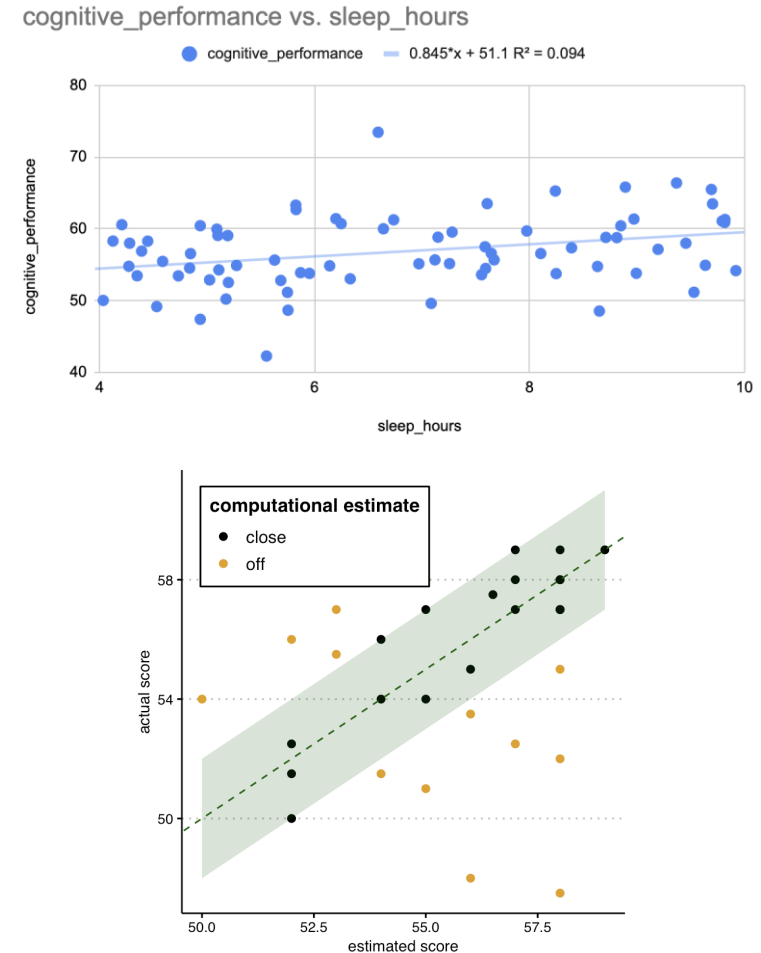 cognitive_performance vs. sleep_hours
cognitive_performance 0.845*x + 51.1 R² = 0.094
80
70
cognitive_performance
60
50
40
4 6 8 10
sleep_hours
computational estimate
close
off
58
actual score
54
50
50.0 52.5 55.0 57.5
estimated score